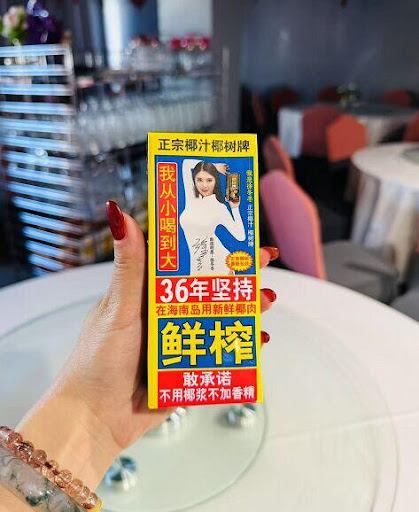 正宗椰汁椰树牌
我从小喝到大
36年坚持
在海南岛用新鲜椰肉
鲜榨
敢承诺
不用椰浆不加香精